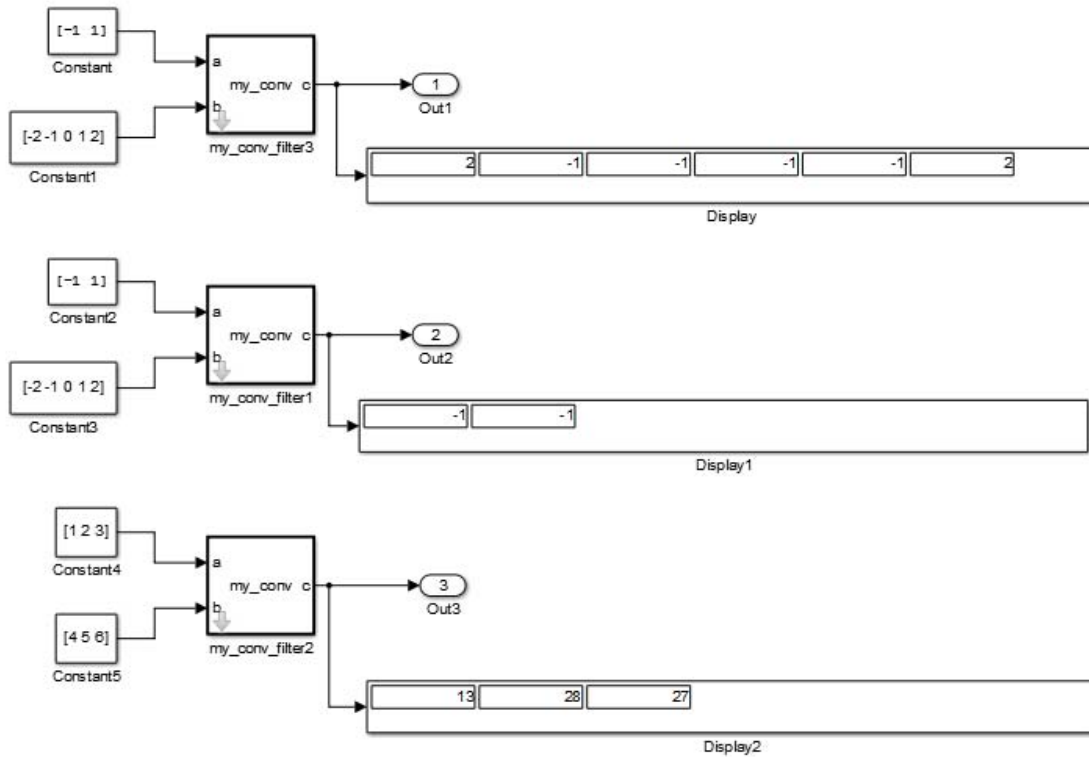 [-1 1]
Constant
[-2 -1 0 1 2]
Constant1
a
b
my_conv
c
my_conv_filter3
1
Out1
2 -1 -1 -1 -1 2
Display
[-1 1]
Constant2
[-2 -1 0 1 2]
Constant3
a
b
my_conv
c
my_conv_filter1
2
Out2
-1 -1
Display1
[1 2 3]
Constant4
[4 5 6]
Constant5
a
b
my_conv
c
my_conv_filter2
3
Out3
13 28 27
Display2